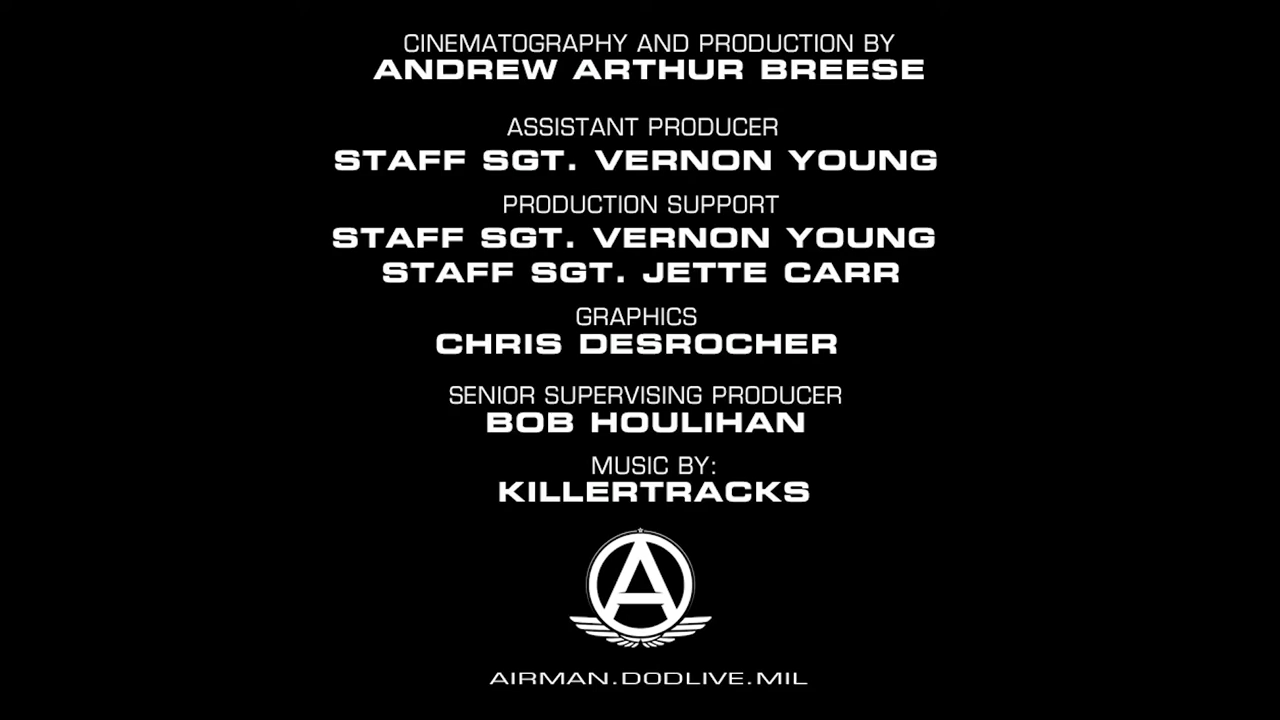 CINEMATOGRAPHY AND PRODUCTION BY
ANDREW ARTHUR BREESE
ASSISTANT PRODUCER
STAFF SGT. VERNON YOUNG
PRODUCTION SUPPORT
STAFF SGT. VERNON YOUNG
STAFF SGT. JETTE CARR
GRAPHICS
CHRIS DESROCHER
SENIOR SUPERVISING PRODUCER
BOB HOULIHAN
MUSIC BY:
KILLERTRACKS
A
AIRMAN.DODLIVE.MIL